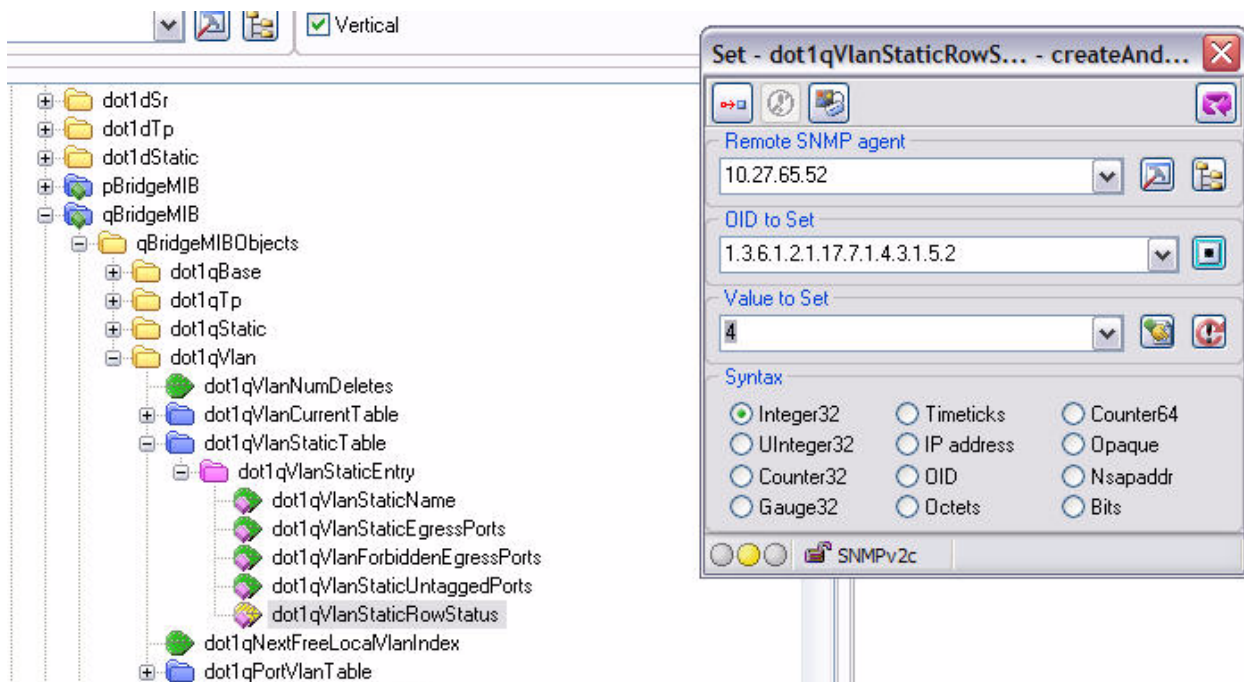 Vertical
dot1dSr
dot1dTp
dot1dStatic
pBridgeMIB
qBridgeMIB
qBridgeMIBObjects
dot1qBase
dot1qTp
dot1qStatic
dot1qVlan
dot1qVlanNumDeletes
dot1qVlanCurrentTable
dot1qVlanStaticTable
dot1qVlanStaticEntry
dot1qVlanStaticName
dot1qVlanStaticEgressPorts
dot1qVlanForbiddenEgressPorts
dot1qVlanStaticUntaggedPorts
dot1qVlanStaticRowStatus
dot1qNextFreeLocalVlanIndex
dot1qPortVlanTable
Set - dot1qVlanStaticRowS... - createAnd...
Remote SNMP agent
10.27.65.52
OID to Set
1.3.6.1.2.1.17.7.1.4.3.1.5.2
Value to Set
4
Syntax
Integer32 Timeticks Counter64
UInteger32 IP address Opaque
Counter32 OID Nsapaddr
Gauge32 Octets Bits
SNMPv2c